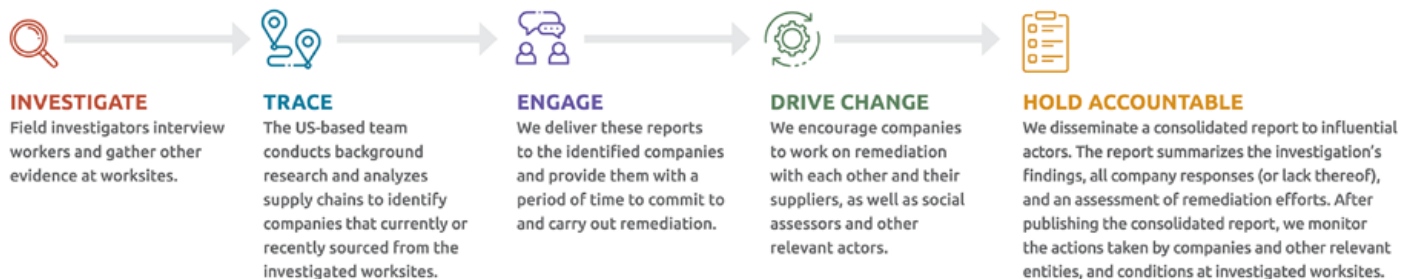 INVESTIGATE
Field investigators interview
workers and gather other
evidence at worksites.
TRACE
The US-based team
conducts background
research and analyzes
supply chains to identify
companies that currently or
recently sourced from the
investigated worksites.
ENGAGE
We deliver these reports
to the identified companies
and provide them with a
period of time to commit to
and carry out remediation.
DRIVE CHANGE
We encourage companies
to work on remediation
with each other and their
suppliers, as well as social
assessors and other
relevant actors.
HOLD ACCOUNTABLE
We disseminate a consolidated report to influential
actors. The report summarizes the investigation's
findings, all company responses (or lack thereof),
and an assessment of remediation efforts. After
publishing the consolidated report, we monitor
the actions taken by companies and other relevant
entities, and conditions at investigated worksites.